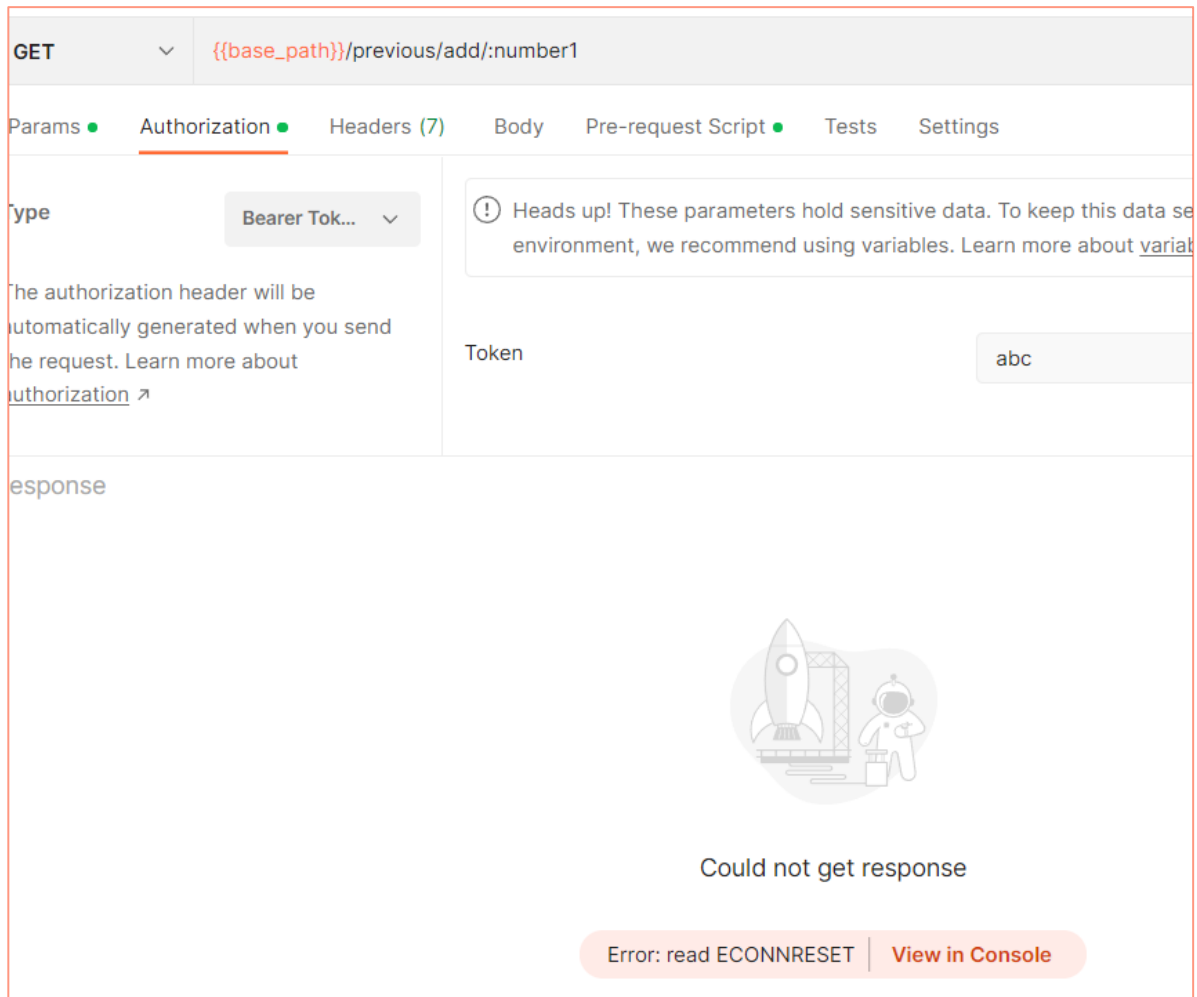 GET
{{base_path}}/previous/add/:number1
Params
Authorization
Headers (7)
Body
Pre-request Script
Tests
Settings
Type
Bearer Tok...
Heads up! These parameters hold sensitive data. To keep this data se
environment, we recommend using variables. Learn more about variab
The authorization header will be
automatically generated when you send
the request. Learn more about
authorization ↗
Token
abc
esponse
Could not get response
Error: read ECONNRESET
View in Console